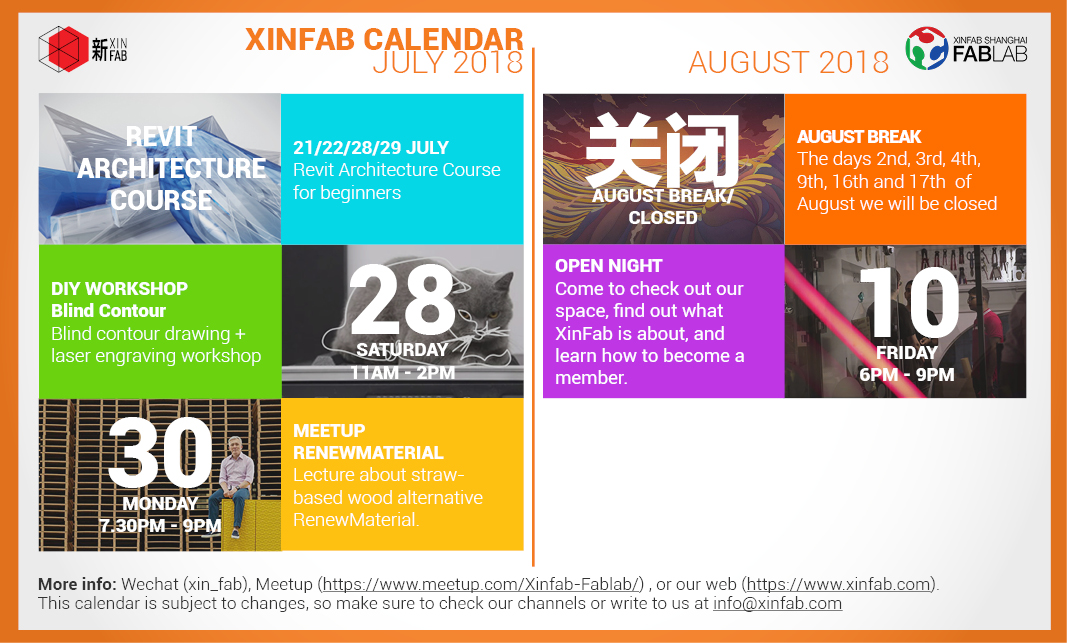 新 XIN
FAB
XINFAB CALENDAR
JULY 2018
REVIT
ARCHITECTURE
COURSE
21/22/28/29 JULY
Revit Architecture Course
for beginners
DIY WORKSHOP
Blind Contour
Blind contour drawing +
laser engraving workshop
28
SATURDAY
11AM - 2PM
30
MONDAY
7.30PM - 9PM
MEETUP
RENEWMATERIAL
Lecture about straw-
based wood alternative
RenewMaterial.
AUGUST 2018
XINFAB SHANGHAI
FABLAB
关闭
AUGUST BREAK/
CLOSED
AUGUST BREAK
The days 2nd, 3rd, 4th,
9th, 16th and 17th of
August we will be closed
OPEN NIGHT
Come to check out our
space, find out what
XinFab is about, and
learn how to become a
member.
10
FRIDAY
6PM - 9PM
More info: Wechat (xin_fab), Meetup (https://www.meetup.com/Xinfab-Fablab/) , or our web (https://www.xinfab.com).
This calendar is subject to changes, so make sure to check our channels or write to us at info@xinfab.com